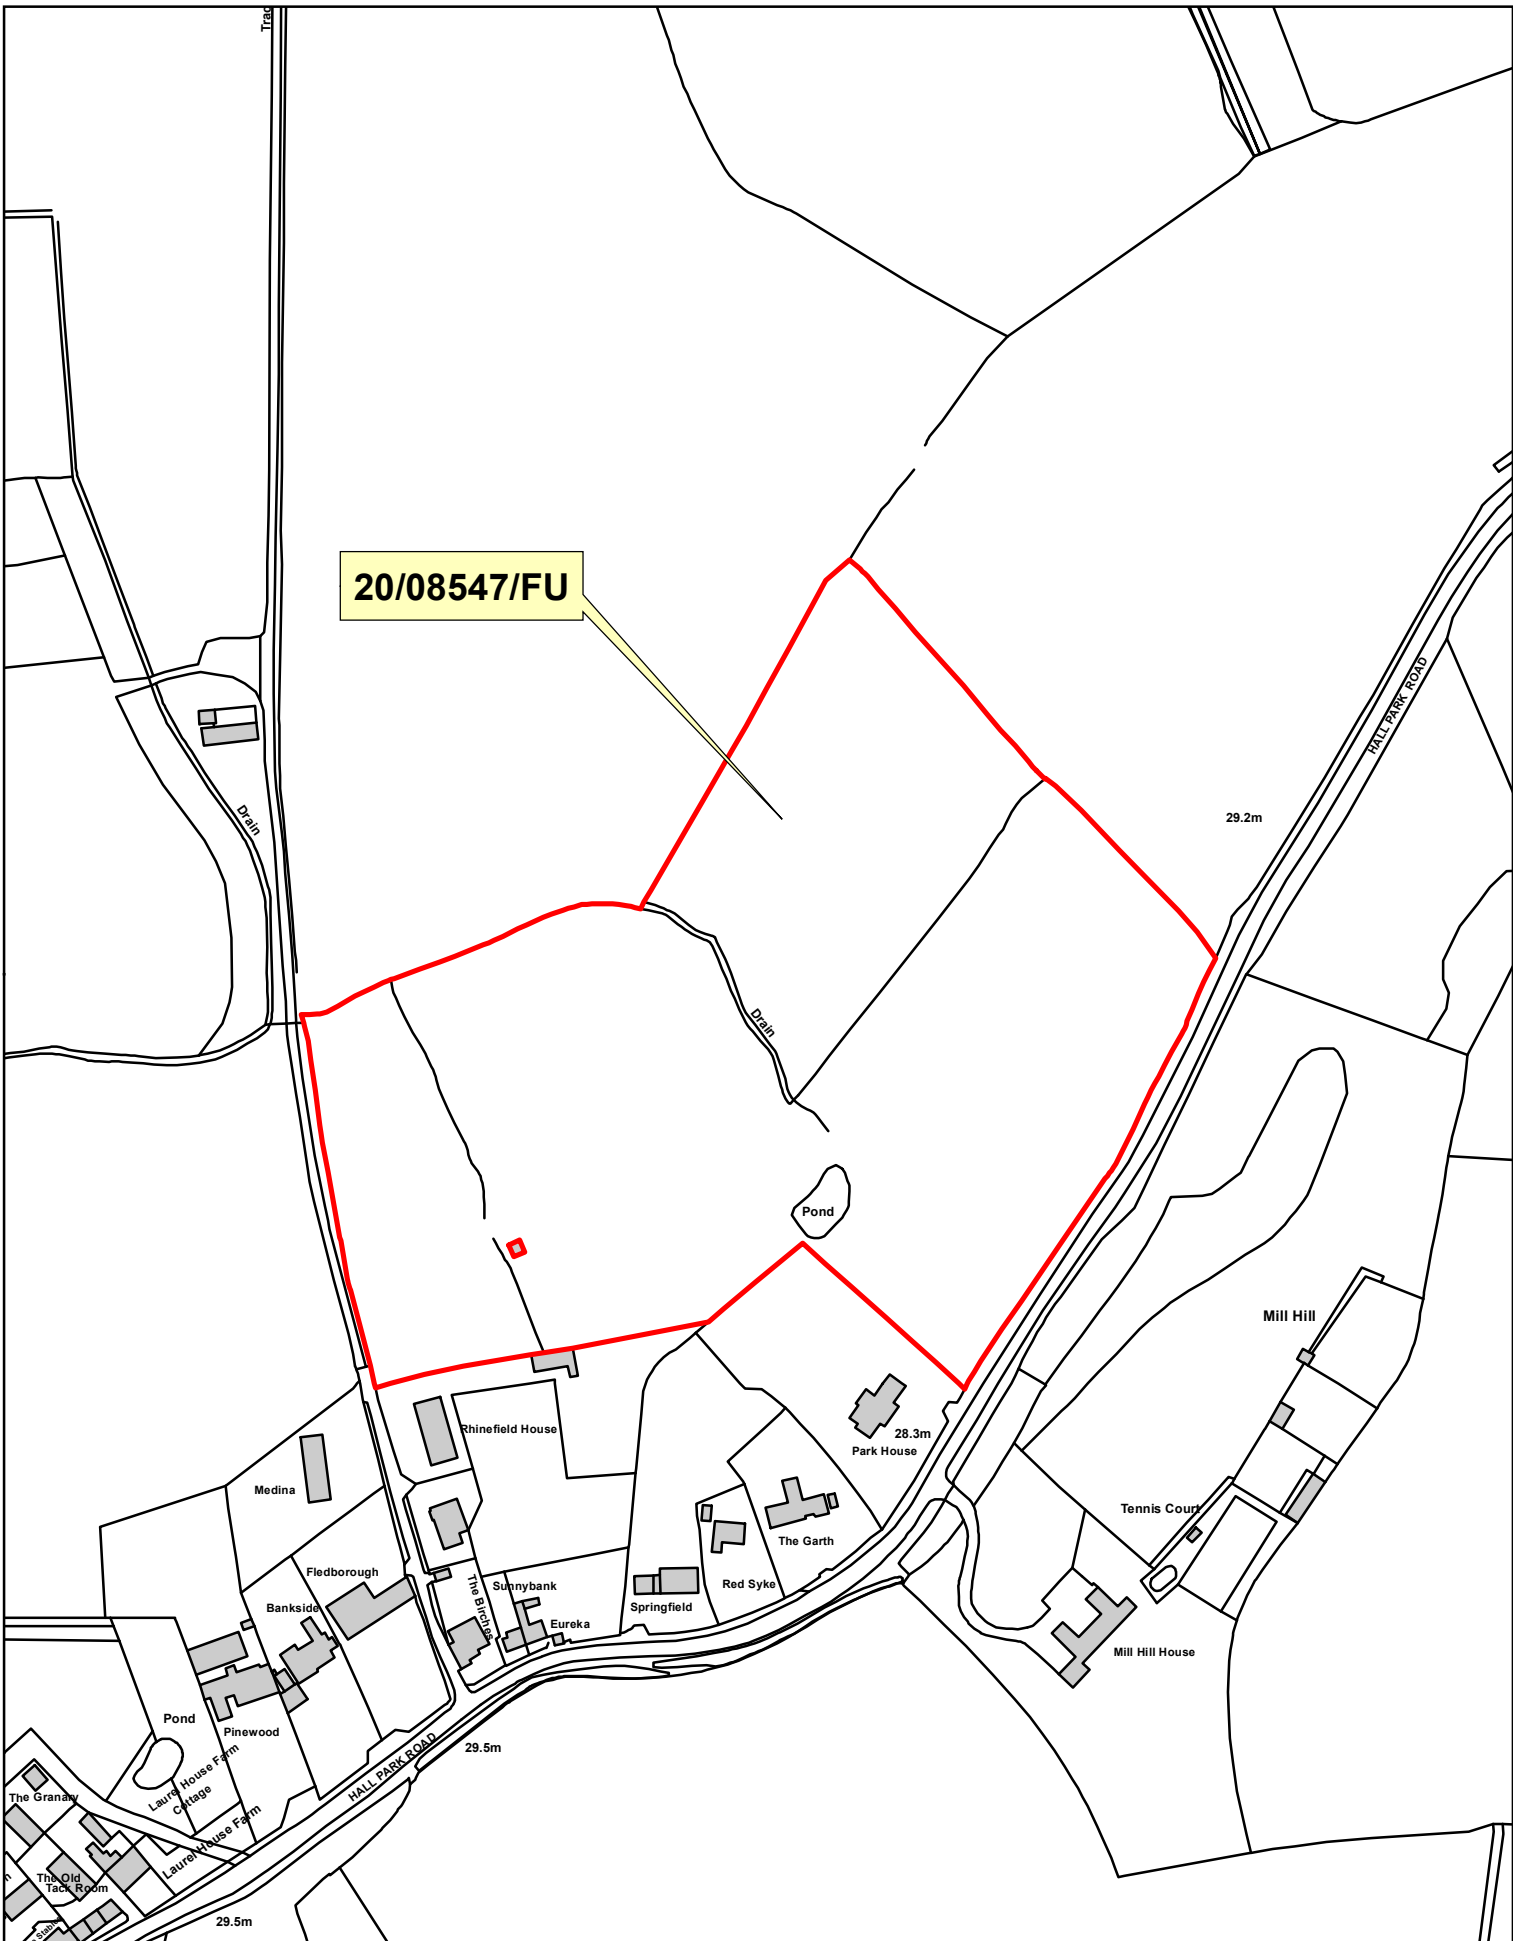 Trac
20/08547/FU
HALL PARK ROAD
Drain
29.2m
Drain
Pond
Mill Hill
Rhinefield House
28.3m
Park House
Medina
Tennis Court
The Garth
Fledborough
The Birches
Sunnybank
Red Syke
Bankside
Springfield
Eureka
Mill Hill House
Pond
Pinewood
29.5m
HALL PARK ROAD
Laurel House Farm
Cottage
The Granary
Laurel House Farm
The Old
Tack Room
29.5m